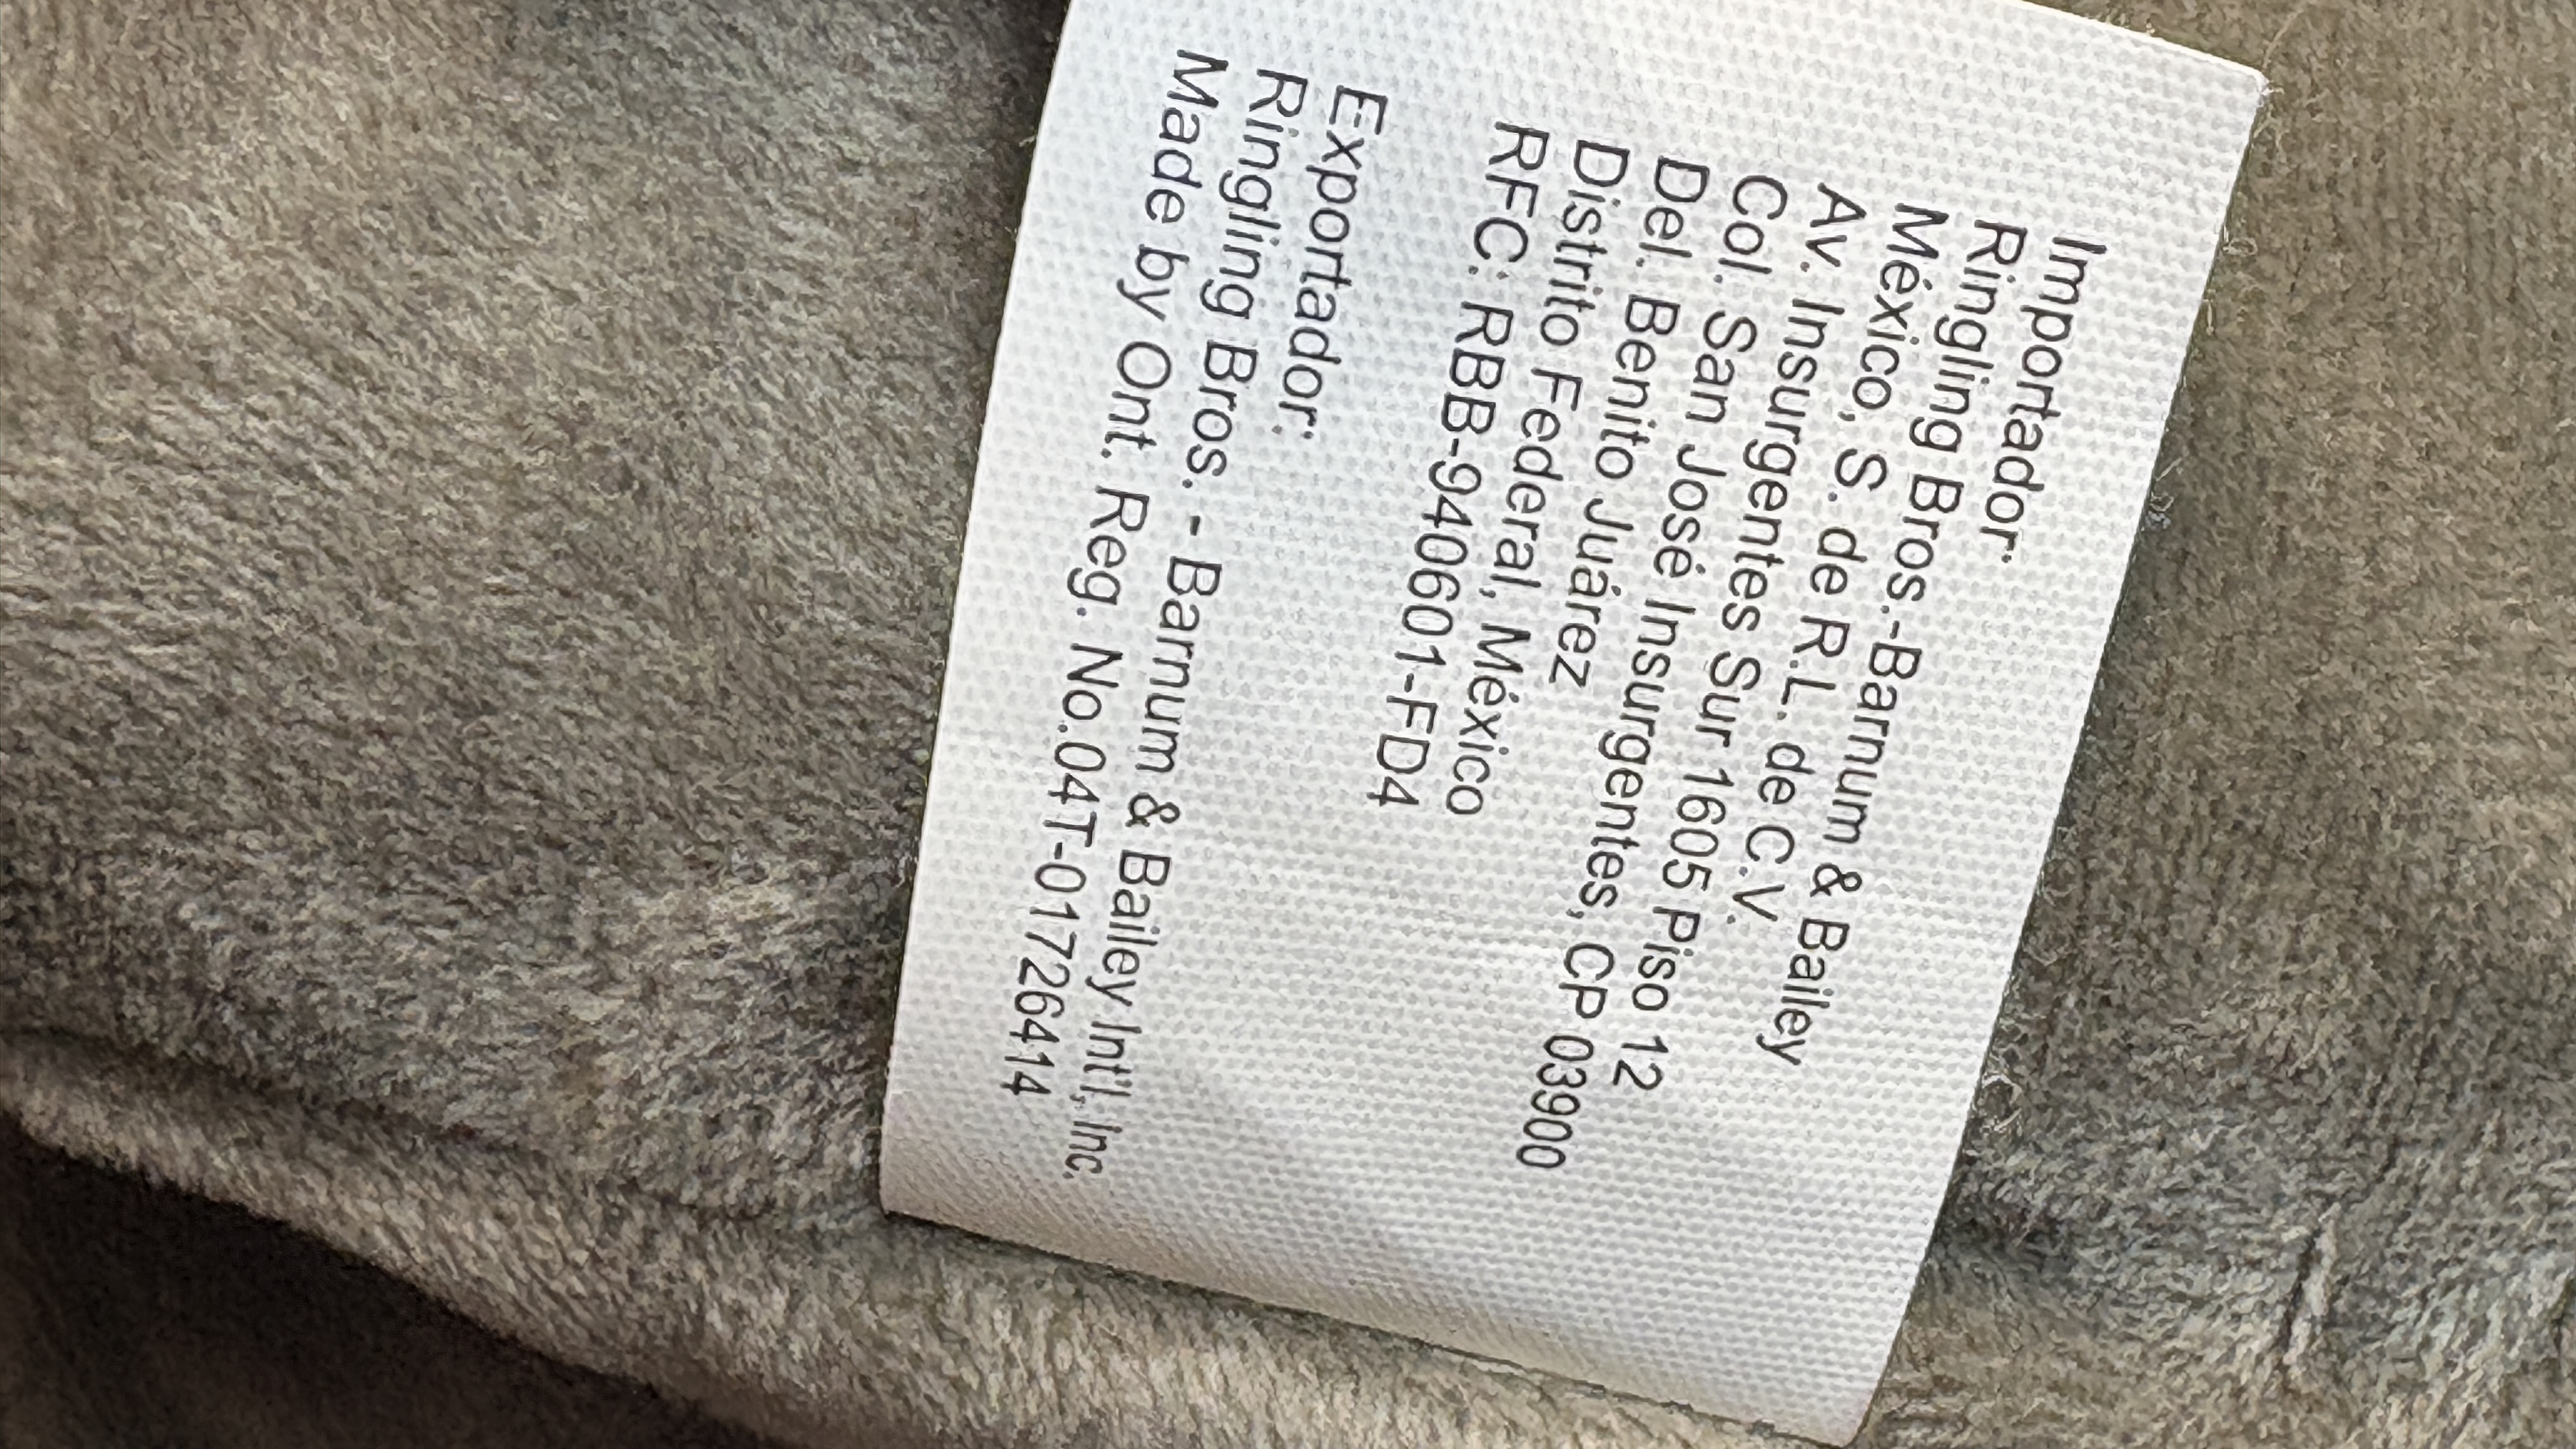 Importador:
Ringling Bros.-Barnum & Bailey
México, S. de R.L. de C.V.
Av. Insurgentes Sur 1605 Piso 12
Col. San José Insurgentes, CP 03900
Del. Benito Juárez
Distrito Federal, México
RFC: RBB-940601-FD4
Exportador:
Ringling Bros. - Barnum & Bailey Int'l, Inc.
Made by Ont. Reg. No.04T-01726414